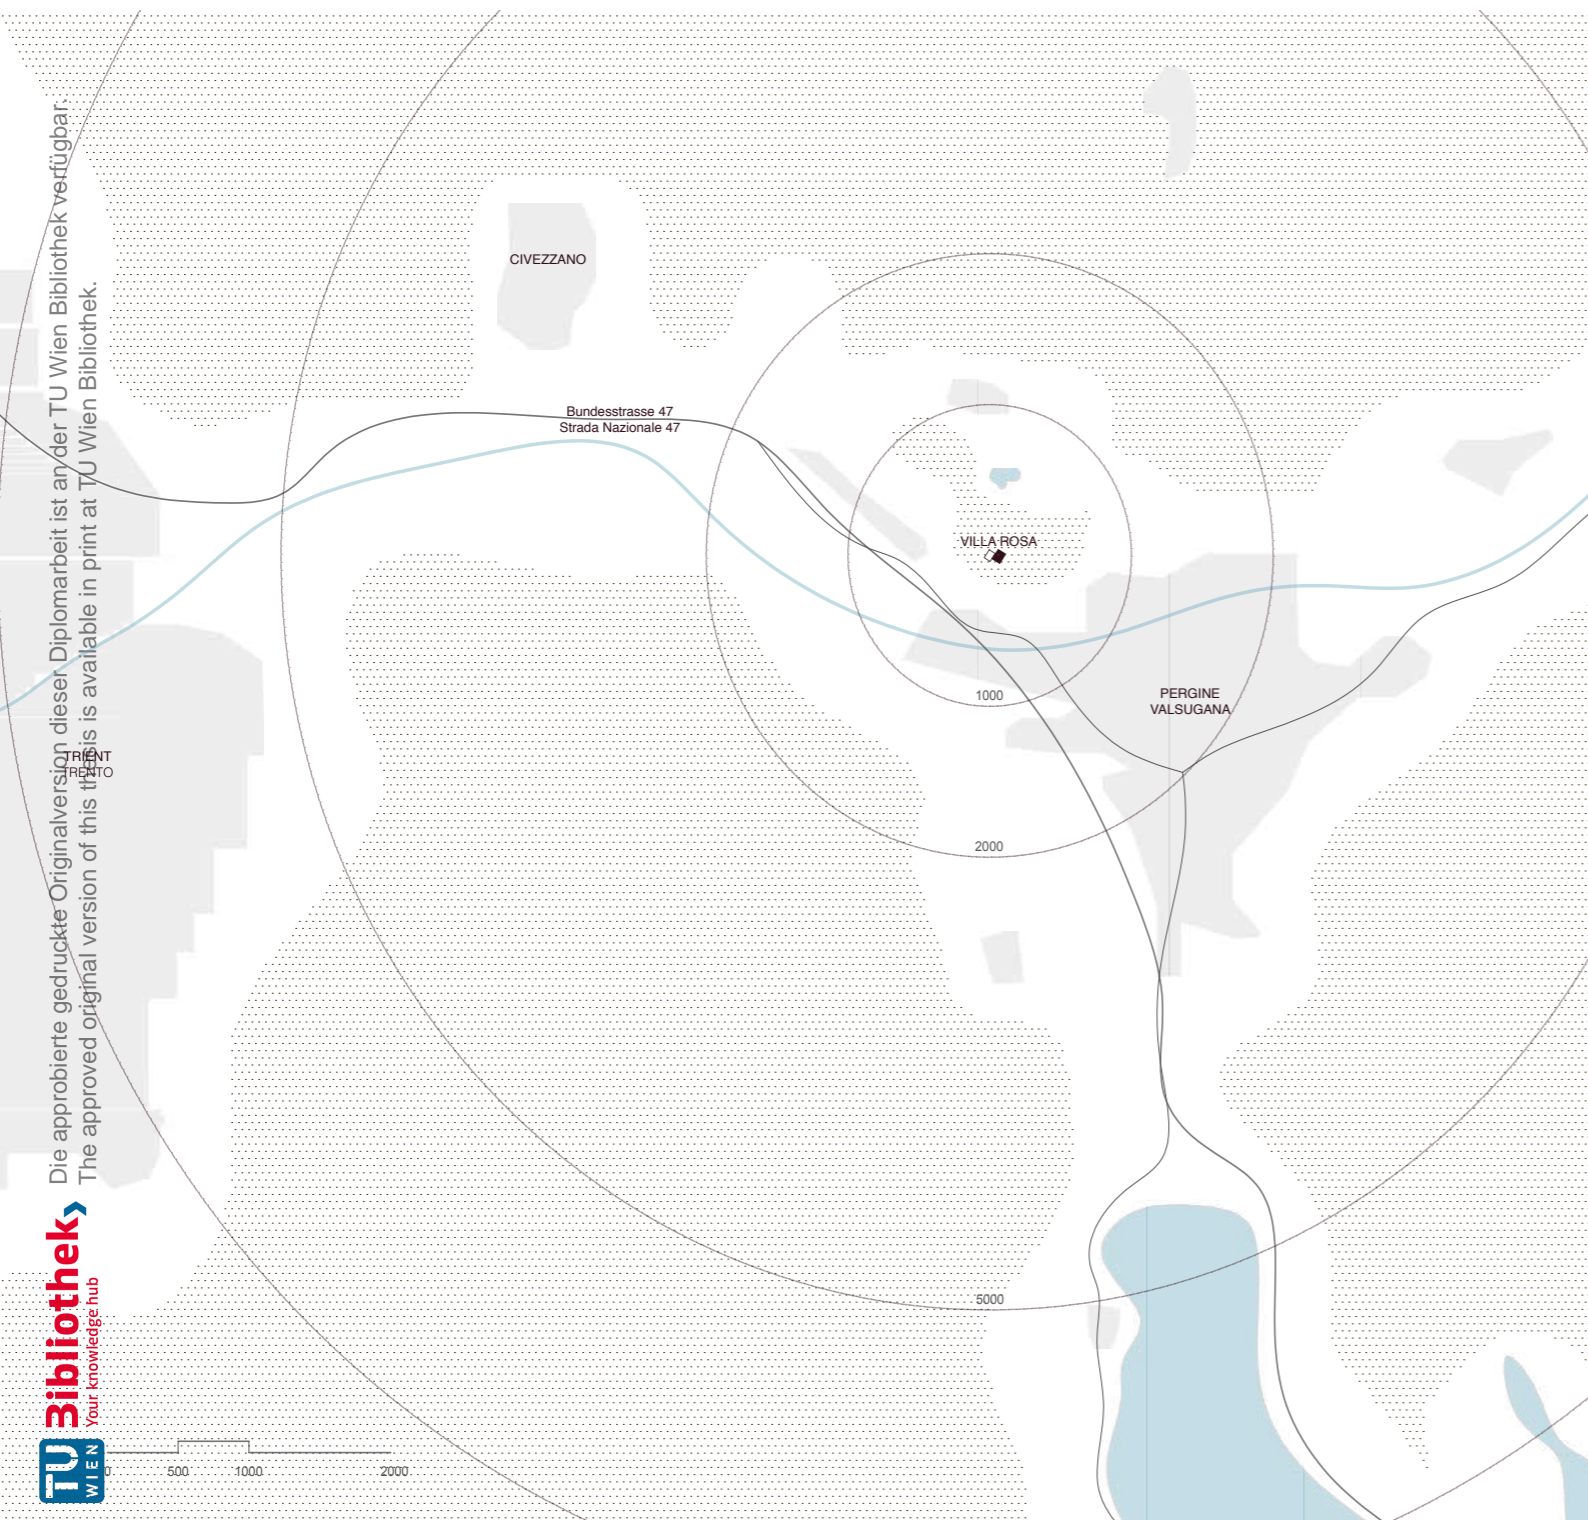 CIVEZZANO
Bundesstrasse 47
Strada Nazionale 47
VILLA ROSA
1000
PERGINE
VALSUGANA
TRIENT
TRENTO
2000
5000
0 500 1000 2000
Die approbierte gedruckte Originalversion dieser Diplomarbeit ist an der TU Wien Bibliothek verfügbar.
The approved original version of this thesis is available in print at TU Wien Bibliothek.
TU
WIEN
Bibliothek
Your knowledge hub